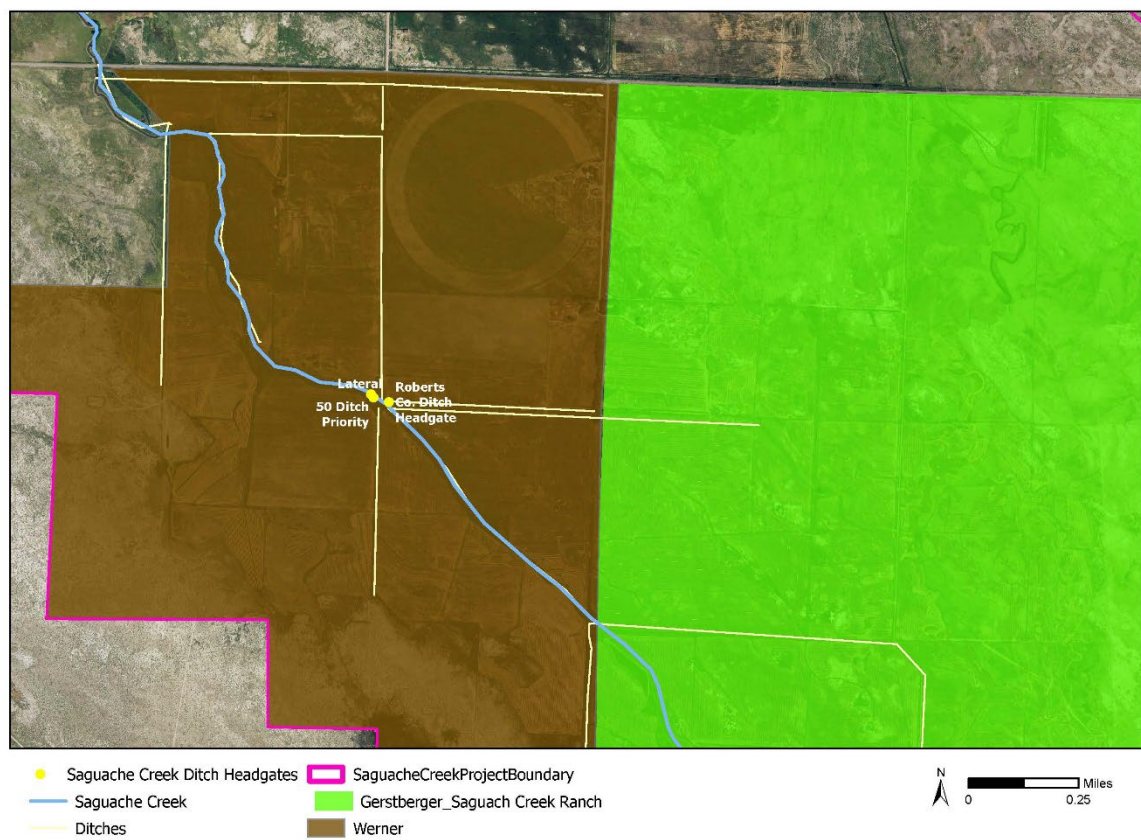 Lateral
50 Ditch
Priority
Roberts
Co. Ditch
Headgate
Saguache Creek Ditch Headgates
SaguacheCreekProjectBoundary
Saguache Creek
Gerstberger_Saguach Creek Ranch
Ditches
Werner
N
Miles
0
0.25